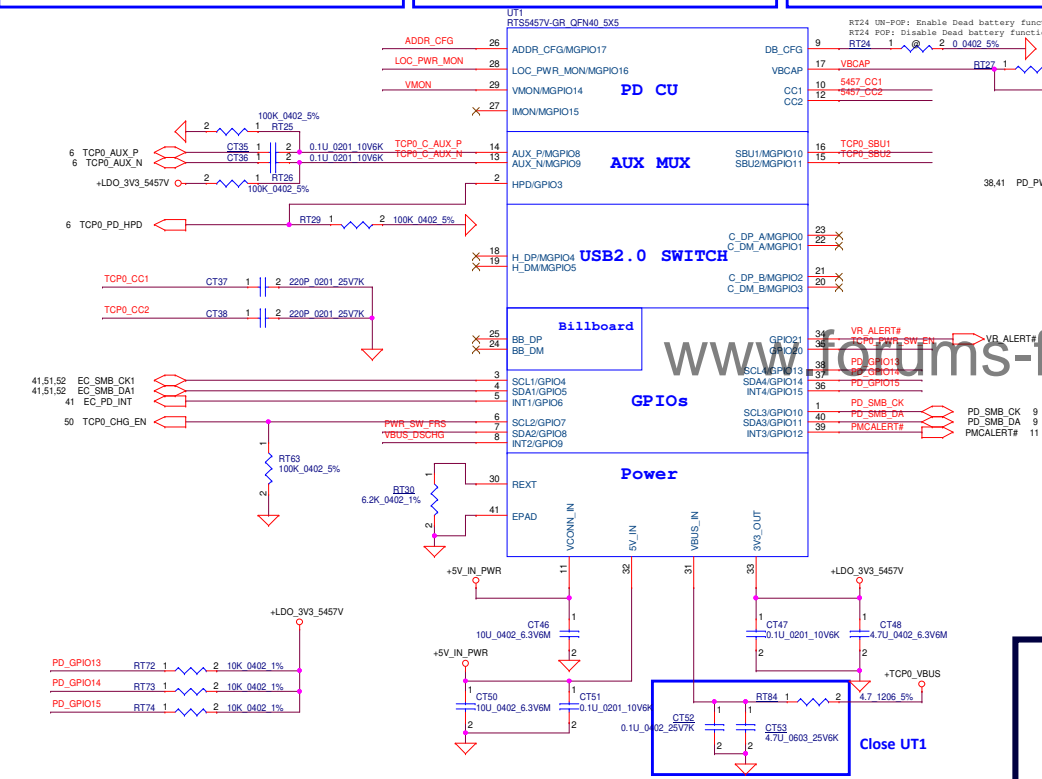 UT1
RTS5457V-GR_QFN40_5X5
RT24 UN-POP: Enable Dead battery func
RT24 POP: Disable Dead battery functi
ADDR_CFG 26 ADDR_CFG/MGPIO17
DB_CFG 9 RT24 1 @ 2 0_0402_5%
LOC_PWR_MON 28 LOC_PWR_MON/MGPIO16
VBCAP 17 VBCAP RT27 1
VMON 29 VMON/MGPIO14
PD CU
CC1 10 5457_CC1
CC2 12 5457_CC2
27 IMON/MGPIO15
100K_0402_5%
2 1 RT25
6 TCP0_AUX_P CT35 1 2 0.1U_0201_10V6K TCP0_C_AUX_P 14 AUX_P/MGPIO8
6 TCP0_AUX_N CT36 1 2 0.1U_0201_10V6K TCP0_C_AUX_N 13 AUX_N/MGPIO9
AUX MUX
SBU1/MGPIO10 16 TCP0_SBU1
SBU2/MGPIO11 15 TCP0_SBU2
+LDO_3V3_5457V 2 1 RT26
100K_0402_5%
2 HPD/GPIO3
38,41 PD_PW
6 TCP0_PD_HPD RT29 1 2 100K_0402_5%
C_DP_A/MGPIO0 23
C_DM_A/MGPIO1 22
18 H_DP/MGPIO4
19 H_DM/MGPIO5
USB2.0 SWITCH
C_DP_B/MGPIO2 21
C_DM_B/MGPIO3 20
TCP0_CC1 CT37 1 2 220P_0201_25V7K
TCP0_CC2 CT38 1 2 220P_0201_25V7K
Billboard
25 BB_DP
24 BB_DM
GPIO21 34 VR_ALERT# VR_ALERT#
GPIO20 35 TCP0_PWR_SW_EN
www.forums-f
SCL4/GPIO13 38 PD_GPIO13
SDA4/GPIO14 37 PD_GPIO14
INT4/GPIO15 36 PD_GPIO15
41,51,52 EC_SMB_CK1 3 SCL1/GPIO4
41,51,52 EC_SMB_DA1 4 SDA1/GPIO5
41 EC_PD_INT 5 INT1/GPIO6
GPIOs
SCL3/GPIO10 1 PD_SMB_CK PD_SMB_CK 9
SDA3/GPIO11 40 PD_SMB_DA PD_SMB_DA 9
INT3/GPIO12 39 PMCALERT# PMCALERT# 11
50 TCP0_CHG_EN 6 SCL2/GPIO7
PWR_SW_FRS 7 SDA2/GPIO8
VBUS_DSCHG 8 INT2/GPIO9
1
RT63
100K_0402_5%
2
Power
1
RT30
6.2K_0402_1%
2
30 REXT
41 EPAD
VCONN_IN 11
5V_IN 32
VBUS_IN 31
3V3_OUT 33
+5V_IN_PWR
+LDO_3V3_5457V
1 CT46
10U_0402_6.3V6M
2
1 CT47
0.1U_0201_10V6K
2
1 CT48
4.7U_0402_6.3V6M
2
+LDO_3V3_5457V
+5V_IN_PWR
PD_GPIO13 RT72 1 2 10K_0402_1%
PD_GPIO14 RT73 1 2 10K_0402_1%
PD_GPIO15 RT74 1 2 10K_0402_1%
1 CT50
10U_0402_6.3V6M
2
1 CT51
0.1U_0201_10V6K
2
+TCP0_VBUS
RT84 1 2 4.7_1206_5%
1 CT52
0.1U_0402_25V7K
2
1 CT53
4.7U_0603_25V6K
2
Close UT1